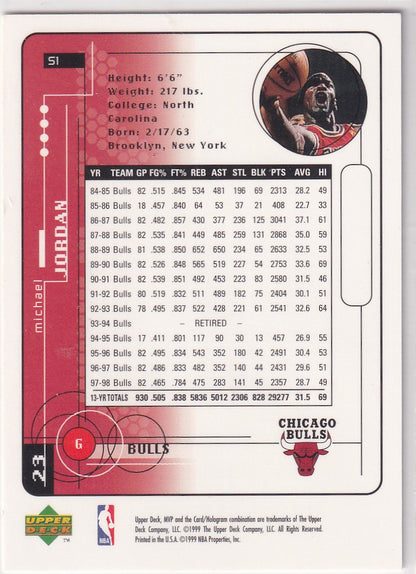 S1
Height: 6'6"
Weight: 217 lbs.
College: North
Carolina
Born: 2/17/63
Brooklyn, New York
michael JORDAN
23
YR TEAM GP FG% FT% REB AST STL BLK PTS AVG HI
84-85 Bulls 82 .515 .845 534 481 196 69 2313 28.2 49
85-86 Bulls 18 .457 .840 64 53 37 21 408 22.7 33
86-87 Bulls 82 .482 .857 430 377 236 125 3041 37.1 61
87-88 Bulls 82 .535 .841 449 485 259 131 2868 35.0 59
88-89 Bulls 81 .538 .850 652 650 234 65 2633 32.5 53
89-90 Bulls 82 .526 .848 565 519 227 54 2753 33.6 69
90-91 Bulls 82 .539 .851 492 453 223 83 2580 31.5 46
91-92 Bulls 80 .519 .832 511 489 182 75 2404 30.1 51
92-93 Bulls 78 .495 .837 522 428 221 61 2541 32.6 64
93-94 Bulls – RETIRED –
94-95 Bulls 17 .411 .801 117 90 30 13 457 26.9 55
95-96 Bulls 82 .495 .834 543 352 180 42 2491 30.4 53
96-97 Bulls 82 .486 .833 482 352 140 44 2431 29.6 51
97-98 Bulls 82 .465 .784 475 283 141 45 2357 28.7 49
13-YR TOTALS 930 .505 .838 5836 5012 2306 828 29277 31.5 69
G
BULLS
CHICAGO
BULLS
UPPER
DECK
TM
NBA
Upper Deck, MVP and the Card/Hologram combination are trademarks of The Upper
Deck Company, LLC. ©1999 The Upper Deck Company, LLC. All Rights Reserved.
Printed in the U.S.A. ©1999 NBA Properties, Inc.